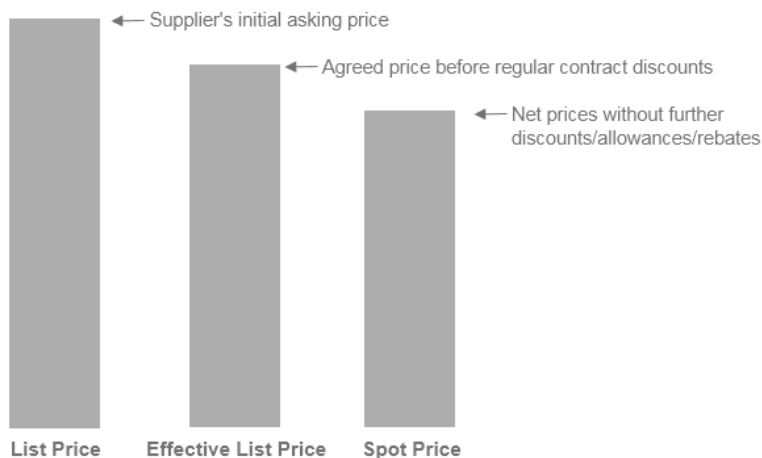 Supplier's initial asking price
Agreed price before regular contract discounts
Net prices without further
discounts/allowances/rebates
List Price
Effective List Price
Spot Price